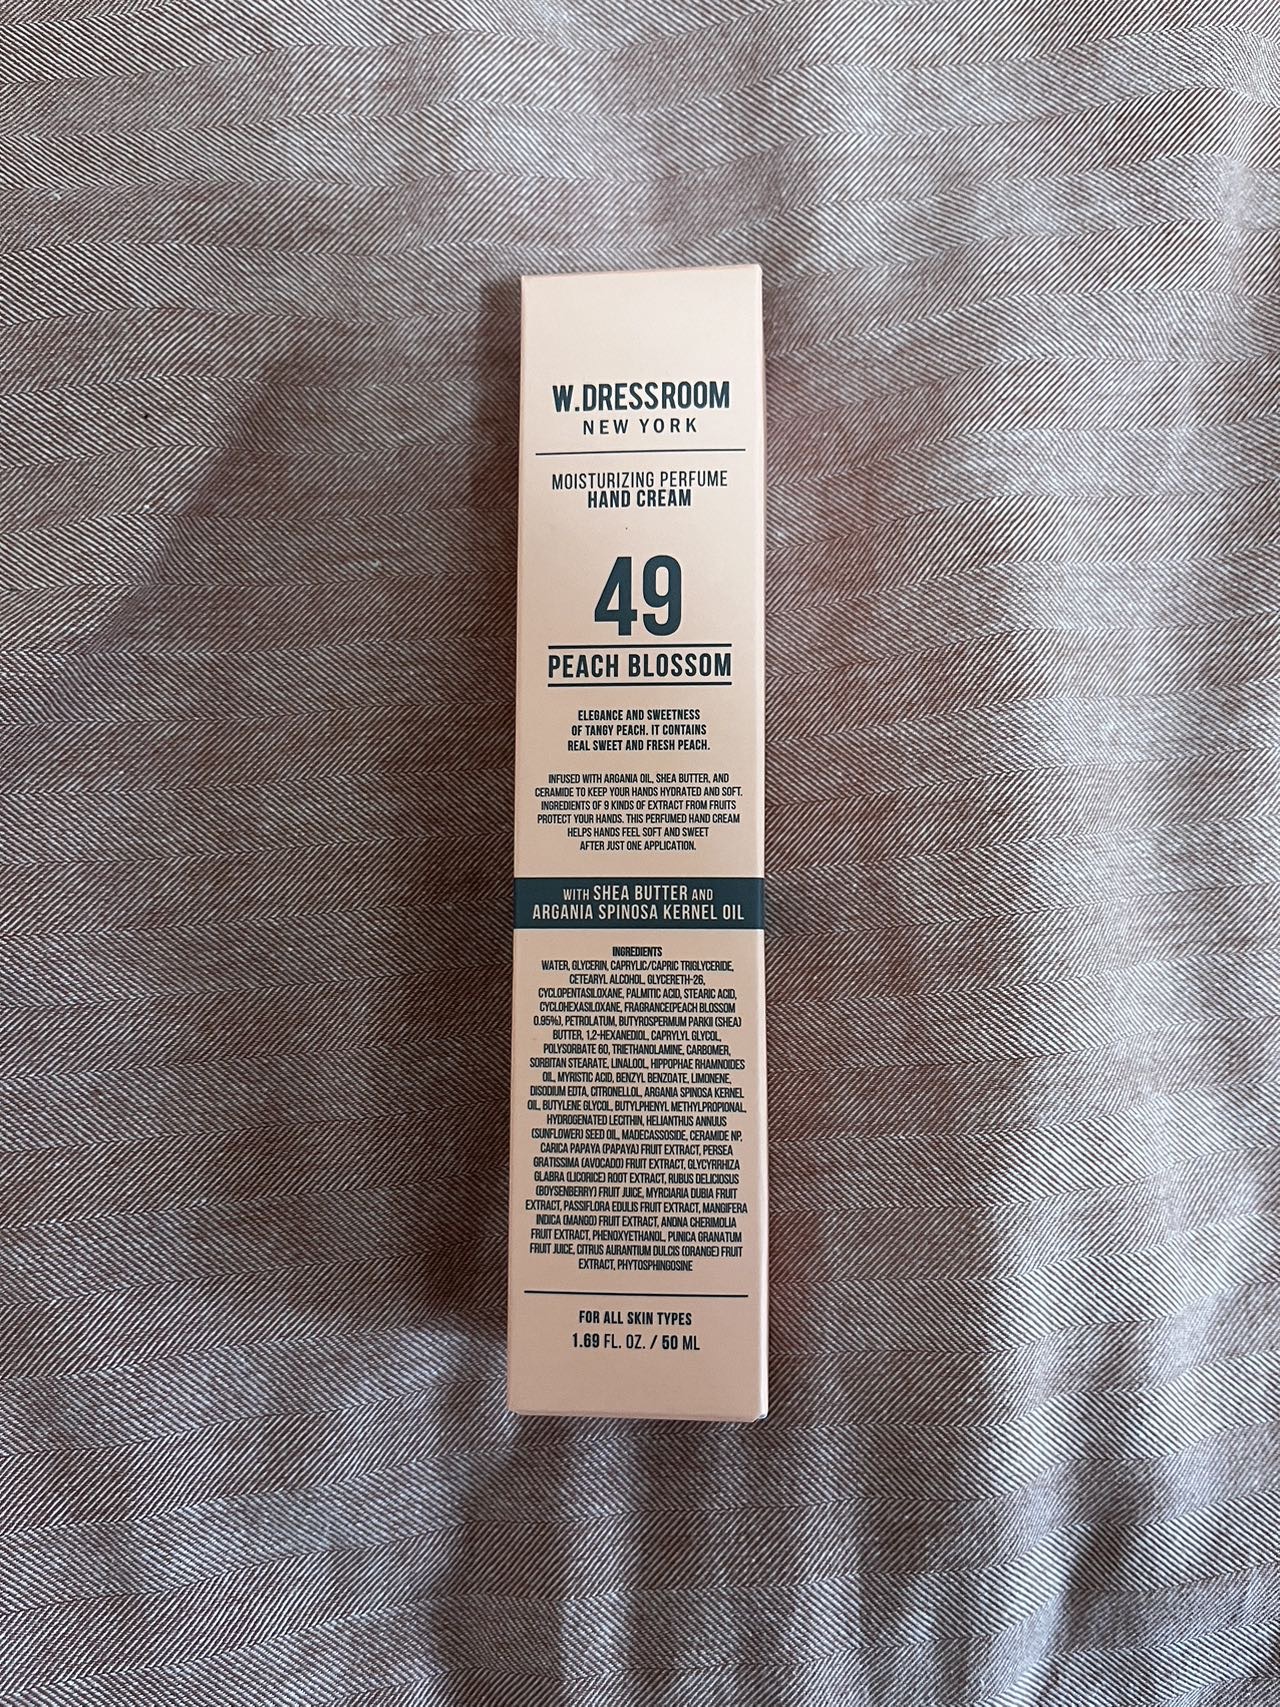 W.DRESSROOM
NEW YORK
MOISTURIZING PERFUME
HAND CREAM
49
PEACH BLOSSOM
ELEGANCE AND SWEETNESS
OF TANGY PEACH. IT CONTAINS
REAL SWEET AND FRESH PEACH.
INFUSED WITH ARGANIA OIL, SHEA BUTTER, AND
CERAMIDE TO KEEP YOUR HANDS HYDRATED AND SOFT.
INGREDIENTS OF 9 KINDS OF EXTRACT FROM FRUITS
PROTECT YOUR HANDS. THIS PERFUMED HAND CREAM
HELPS HANDS FEEL SOFT AND SWEET
AFTER JUST ONE APPLICATION.
WITH SHEA BUTTER AND
ARGANIA SPINOSA KERNEL OIL
INGREDIENTS
WATER, GLYCERIN, CAPRYLIC/CAPRIC TRIGLYCERIDE,
CETEARYL ALCOHOL, GLYCERETH-26,
CYCLOPENTASILOXANE, PALMITIC ACID, STEARIC ACID,
CYCLOHEXASILOXANE, FRAGRANCE(PEACH BLOSSOM
0.95%), PETROLATUM, BUTYROSPERMUM PARKII (SHEA)
BUTTER, 1,2-HEXANEDIOL, CAPRYLYL GLYCOL,
POLYSORBATE 60, TRIETHANOLAMINE, CARBOMER,
SORBITAN STEARATE, LINALOOL, HIPPOPHAE RHAMNOIDES
OIL, MYRISTIC ACID, BENZYL BENZOATE, LIMONENE,
DISODIUM EDTA, CITRONELLOL, ARGANIA SPINOSA KERNEL
OIL, BUTYLENE GLYCOL, BUTYLPHENYL METHYLPROPIONAL,
HYDROGENATED LECITHIN, HELIANTHUS ANNUUS
(SUNFLOWER) SEED OIL, MADECASSOSIDE, CERAMIDE NP,
CARICA PAPAYA (PAPAYA) FRUIT EXTRACT, PERSEA
GRATISSIMA (AVOCADO) FRUIT EXTRACT, GLYCYRRHIZA
GLABRA (LICORICE) ROOT EXTRACT, RUBUS DELICIOSUS
(BOYSENBERRY) FRUIT JUICE, MYRCIARIA DUBIA FRUIT
EXTRACT, PASSIFLORA EDULIS FRUIT EXTRACT, MANGIFERA
INDICA (MANGO) FRUIT EXTRACT, ANONA CHERIMOLIA
FRUIT EXTRACT, PHENOXYETHANOL, PUNICA GRANATUM
FRUIT JUICE, CITRUS AURANTIUM DULCIS (ORANGE) FRUIT
EXTRACT, PHYTOSPHINGOSINE
FOR ALL SKIN TYPES
1.69 FL. OZ. / 50 ML